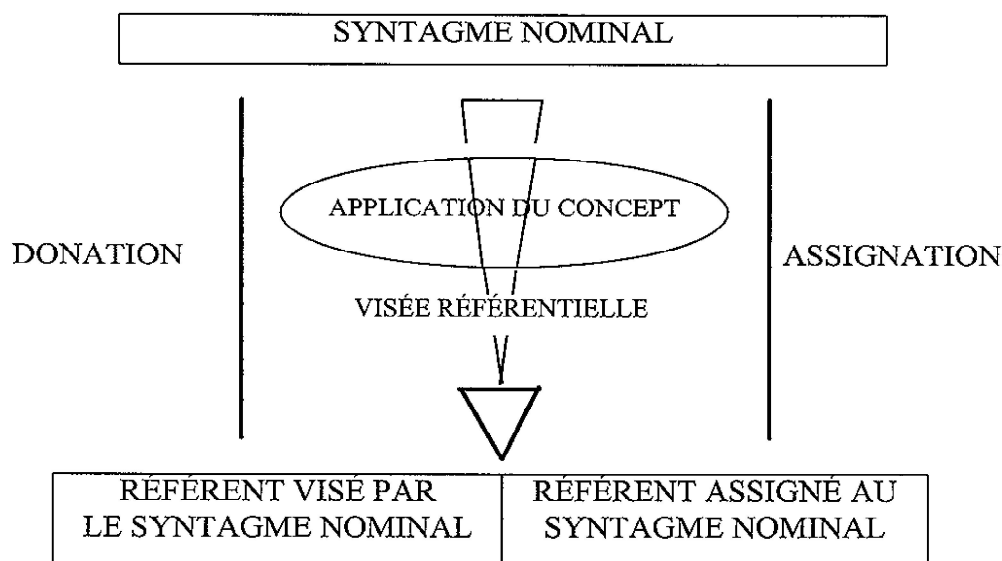 SYNTAGME NOMINAL
APPLICATION DU CONCEPT
DONATION
ASSIGNATION
VISÉE RÉFÉRENTIELLE
RÉFÉRENT VISÉ PAR
LE SYNTAGME NOMINAL
RÉFÉRENT ASSIGNÉ AU
SYNTAGME NOMINAL